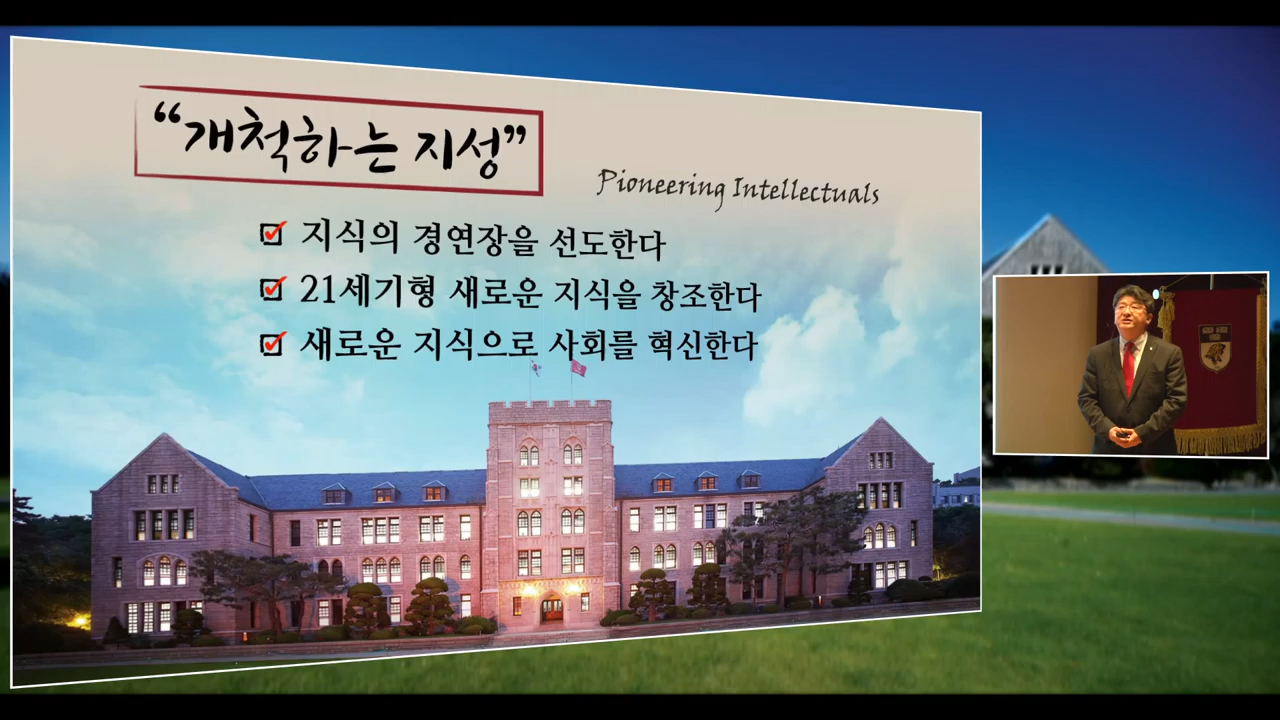 “개척하는 지성”
Pioneering Intellectuals
지식의 경연장을 선도한다
21세기형 새로운 지식을 창조한다
새로운 지식으로 사회를 혁신한다